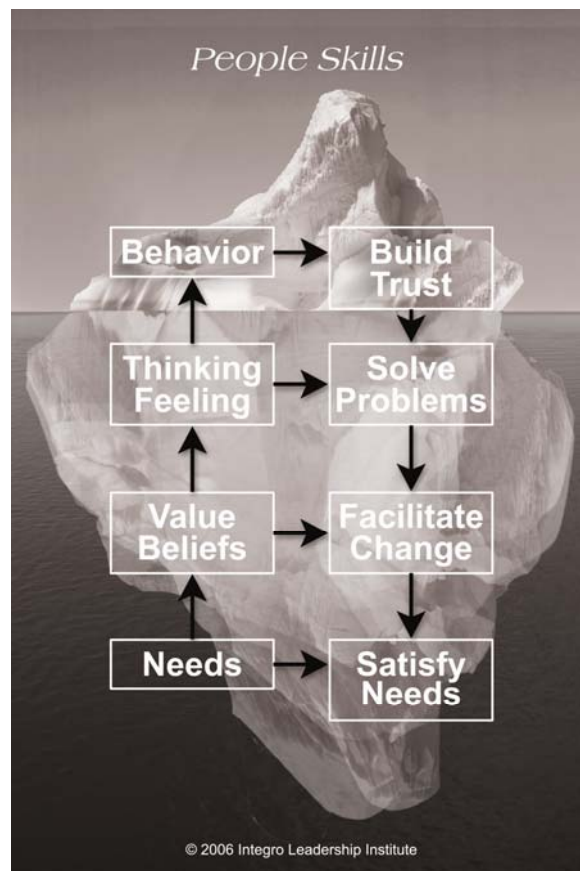 People Skills
Behavior
Build
Trust
Thinking
Feeling
Solve
Problems
Value
Beliefs
Facilitate
Change
Needs
Satisfy
Needs
© 2006 Integro Leadership Institute